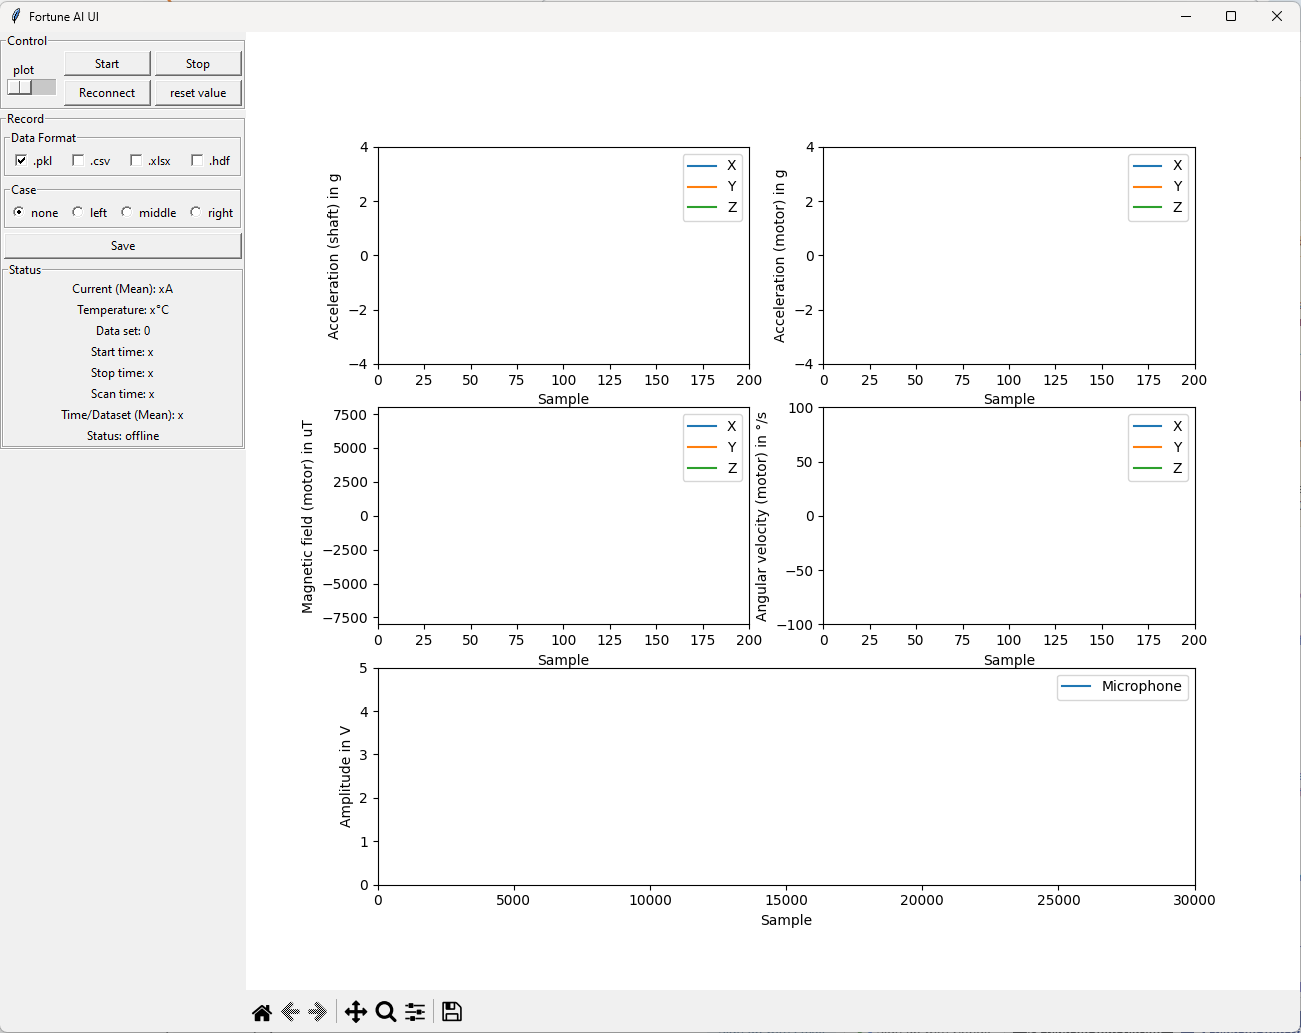 Fortune AI UI
Control
plot
Start
Stop
Reconnect
reset value
Record
Data Format
.pkl .csv .xlsx .hdf
Case
none left middle right
Save
Status
Current (Mean): xA
Temperature: x°C
Data set: 0
Start time: x
Stop time: x
Scan time: x
Time/Dataset (Mean): x
Status: offline
Acceleration (shaft) in g
4
2
0
−2
−4
0 25 50 75 100 125 150 175 200
Sample
X
Y
Z
Acceleration (motor) in g
4
2
0
−2
−4
0 25 50 75 100 125 150 175 200
Sample
X
Y
Z
Magnetic field (motor) in uT
7500
5000
2500
0
−2500
−5000
−7500
0 25 50 75 100 125 150 175 200
Sample
X
Y
Z
Angular velocity (motor) in °/s
100
50
0
−50
−100
0 25 50 75 100 125 150 175 200
Sample
X
Y
Z
Amplitude in V
5
4
3
2
1
0
0 5000 10000 15000 20000 25000 30000
Sample
Microphone